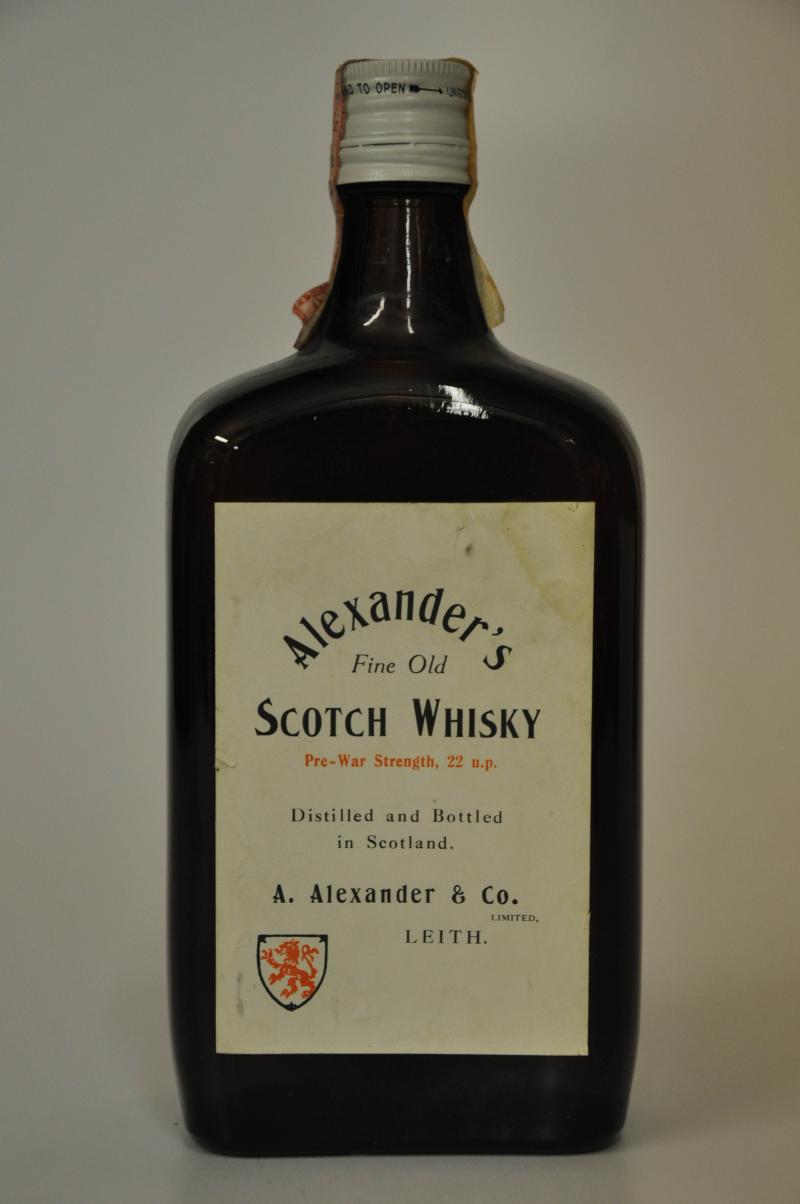 TO OPEN
Alexander's
Fine Old
SCOTCH WHISKY
Pre-War Strength, 22 u.p.
Distilled and Bottled
in Scotland.
A. Alexander & Co.
LIMITED,
LEITH.